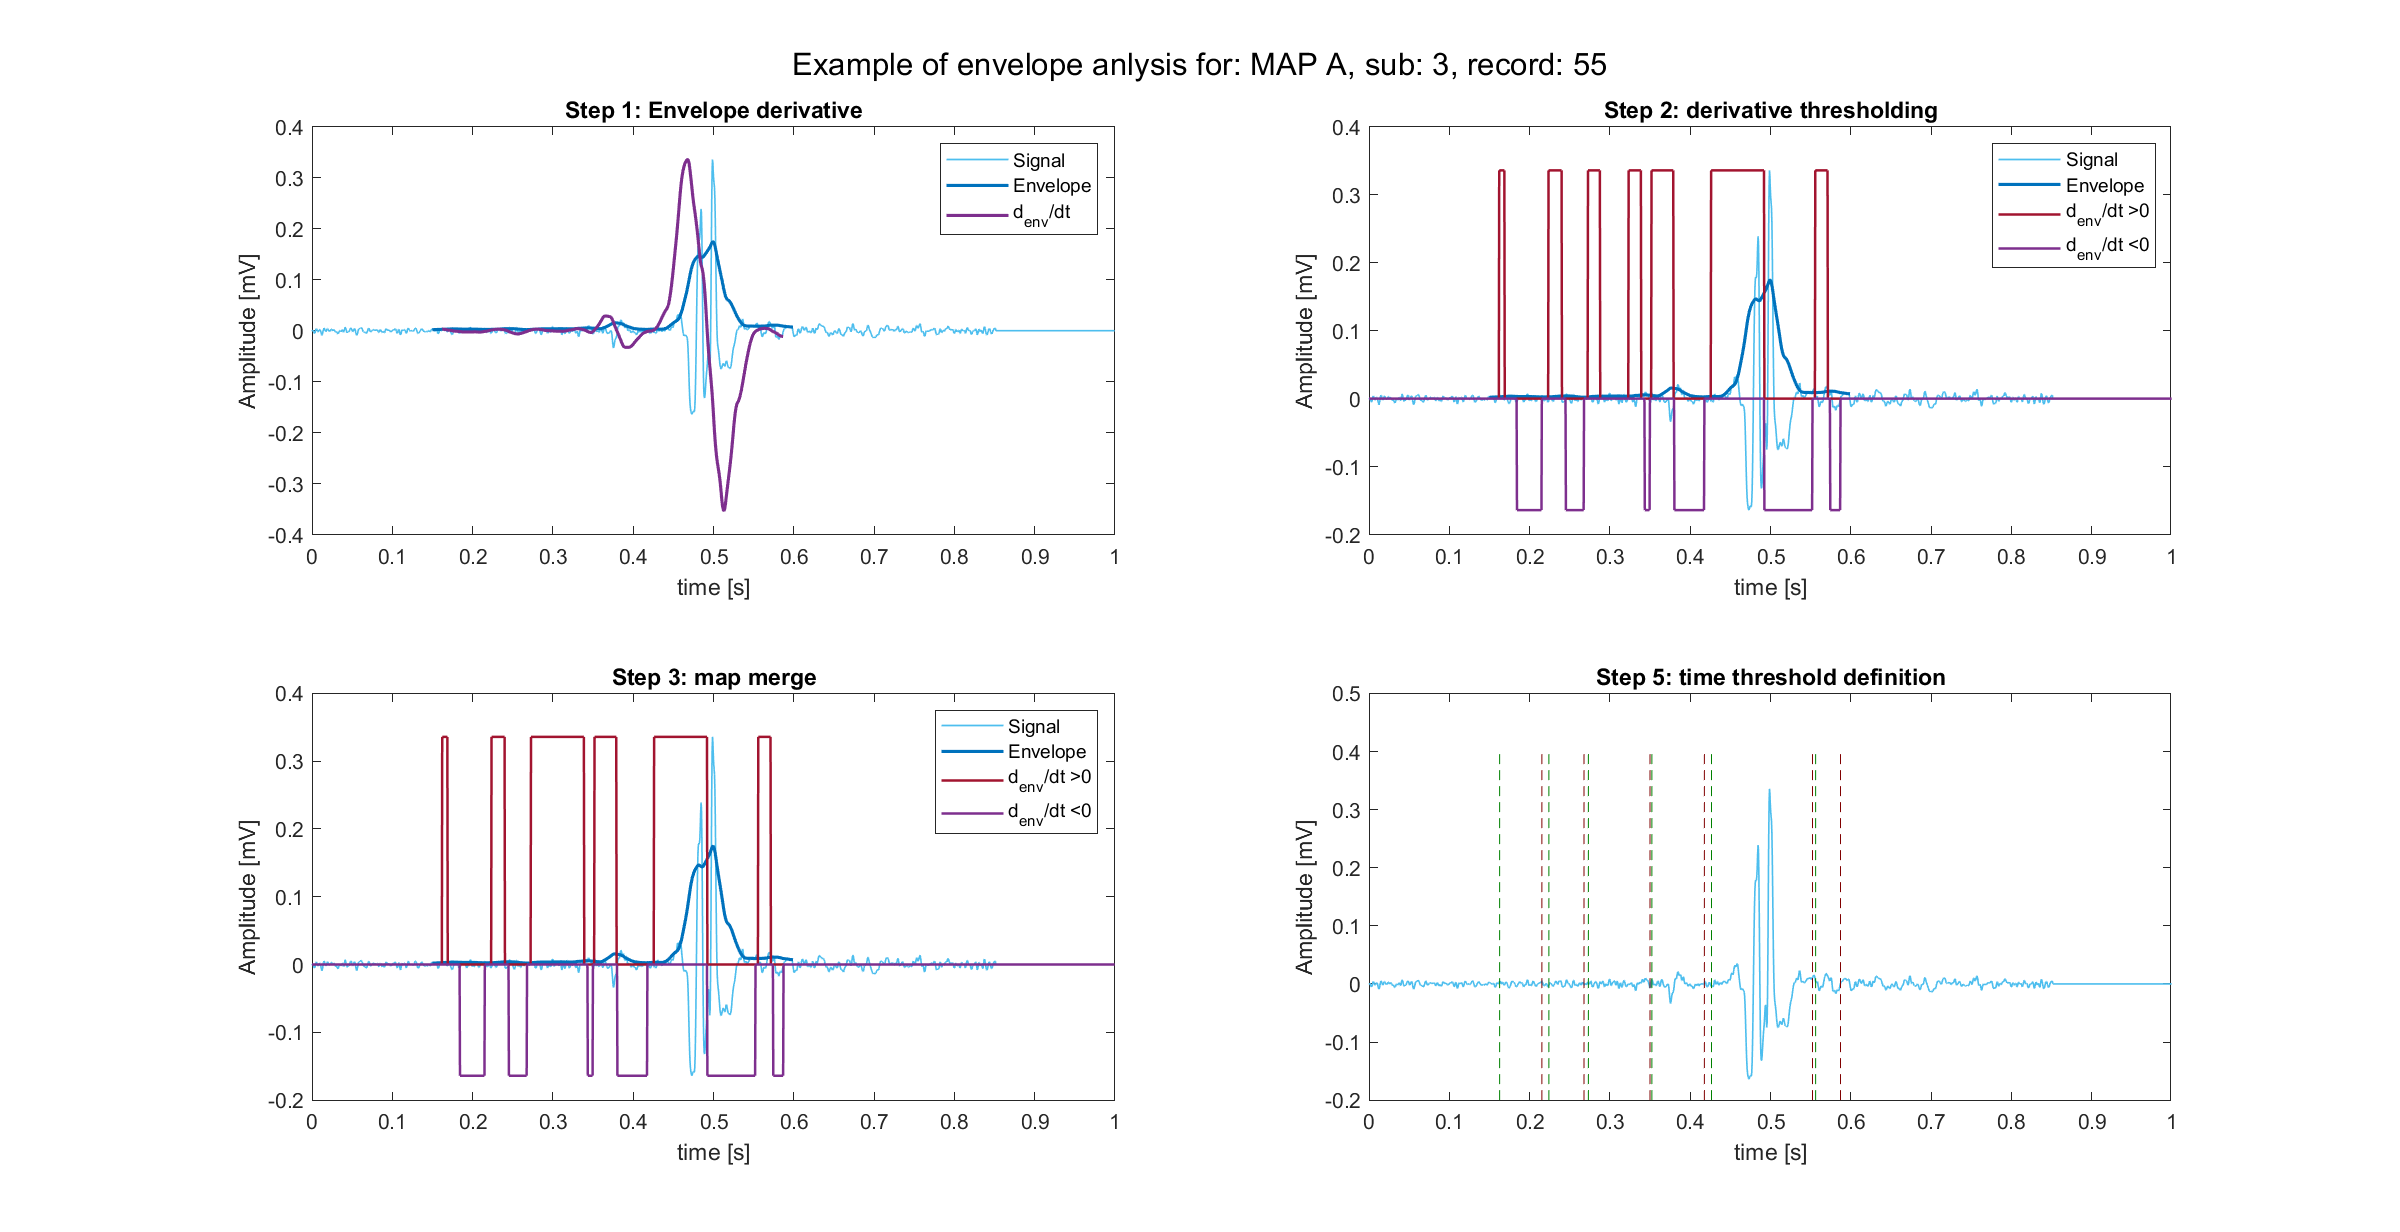 Example of envelope anlysis for: MAP A, sub: 3, record: 55
Step 1: Envelope derivative
0.4
0.3
0.2
0.1
0
-0.1
-0.2
-0.3
-0.4
Amplitude [mV]
Signal
Envelope
d_env/dt
0 0.1 0.2 0.3 0.4 0.5 0.6 0.7 0.8 0.9 1
time [s]
Step 2: derivative thresholding
0.4
0.3
0.2
0.1
0
-0.1
-0.2
Amplitude [mV]
Signal
Envelope
d_env/dt >0
d_env/dt <0
0 0.1 0.2 0.3 0.4 0.5 0.6 0.7 0.8 0.9 1
time [s]
Step 3: map merge
0.4
0.3
0.2
0.1
0
-0.1
-0.2
Amplitude [mV]
Signal
Envelope
d_env/dt >0
d_env/dt <0
0 0.1 0.2 0.3 0.4 0.5 0.6 0.7 0.8 0.9 1
time [s]
Step 5: time threshold definition
0.5
0.4
0.3
0.2
0.1
0
-0.1
-0.2
Amplitude [mV]
0 0.1 0.2 0.3 0.4 0.5 0.6 0.7 0.8 0.9 1
time [s]